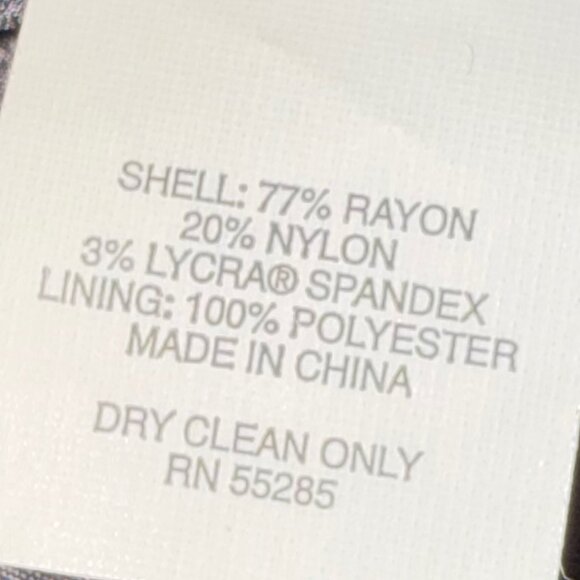 SHELL: 77% RAYON
20% NYLON
3% LYCRA® SPANDEX
LINING: 100% POLYESTER
MADE IN CHINA
DRY CLEAN ONLY
RN 55285